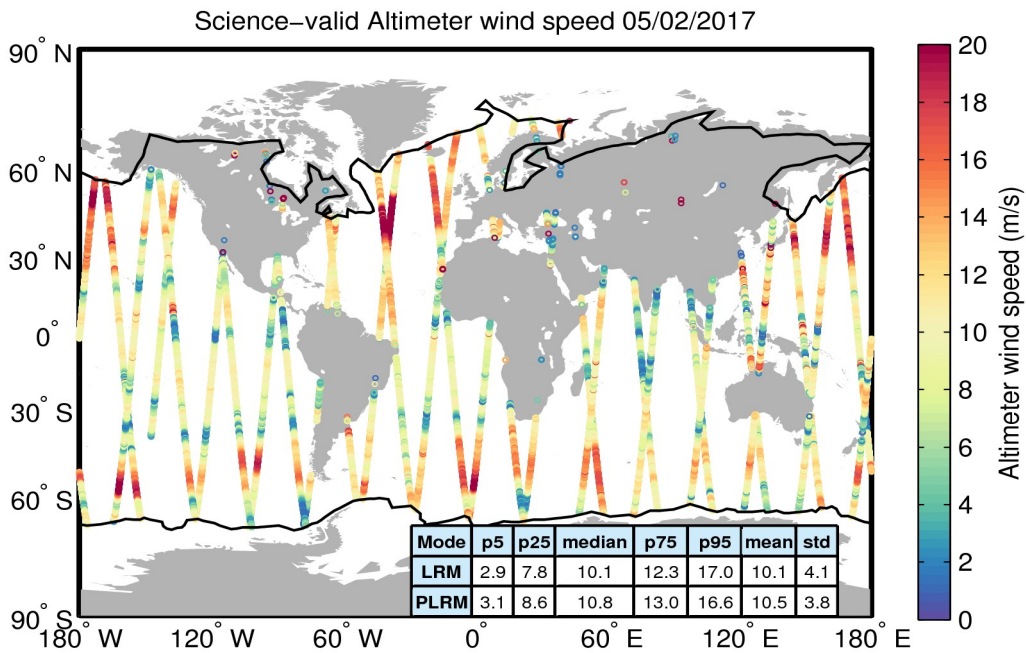 Science−valid Altimeter wind speed 05/02/2017
90° N
60° N
30° N
0°
30° S
60° S
90° S
180° W
120° W
60° W
0°
60° E
120° E
180° E
Mode p5 p25 median p75 p95 mean std
LRM 2.9 7.8 10.1 12.3 17.0 10.1 4.1
PLRM 3.1 8.6 10.8 13.0 16.6 10.5 3.8
20
18
16
14
12
10
8
6
4
2
0
Altimeter wind speed (m/s)